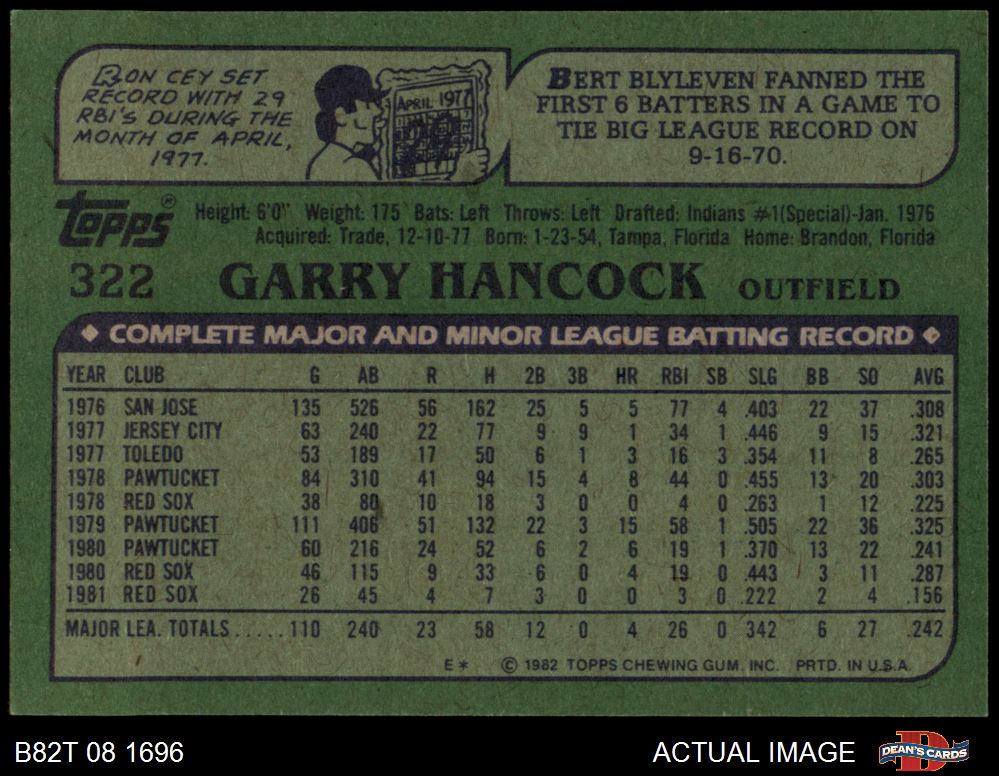 RON CEY SET
RECORD WITH 29
RBI'S DURING THE
MONTH OF APRIL,
1977.
APRIL 1977
BERT BLYLEVEN FANNED THE
FIRST 6 BATTERS IN A GAME TO
TIE BIG LEAGUE RECORD ON
9-16-70.
Topps®
Height: 6'0" Weight: 175 Bats: Left Throws: Left Drafted: Indians #1(Special)-Jan. 1976
Acquired: Trade, 12-10-77 Born: 1-23-54, Tampa, Florida Home: Brandon, Florida
322 GARRY HANCOCK OUTFIELD
◆ COMPLETE MAJOR AND MINOR LEAGUE BATTING RECORD ◆
YEAR CLUB G AB R H 2B 3B HR RBI SB SLG BB SO AVG
1976 SAN JOSE 135 526 56 162 25 5 5 77 4 .403 22 37 .308
1977 JERSEY CITY 63 240 22 77 9 9 1 34 1 .446 9 15 .321
1977 TOLEDO 53 189 17 50 6 1 3 16 3 .354 11 8 .265
1978 PAWTUCKET 84 310 41 94 15 4 8 44 0 .455 13 20 .303
1978 RED SOX 38 80 10 18 3 0 0 4 0 .263 1 12 .225
1979 PAWTUCKET 111 406 51 132 22 3 15 58 1 .505 22 36 .325
1980 PAWTUCKET 60 216 24 52 6 2 6 19 1 .370 13 22 .241
1980 RED SOX 46 115 9 33 6 0 4 19 0 .443 3 11 .287
1981 RED SOX 26 45 4 7 3 0 0 3 0 .222 2 4 .156
MAJOR LEA. TOTALS.....110 240 23 58 12 0 4 26 0 .342 6 27 .242
E* © 1982 TOPPS CHEWING GUM, INC. PRTD. IN U.S.A.
B82T 08 1696 ACTUAL IMAGE D DEAN'S CARDS